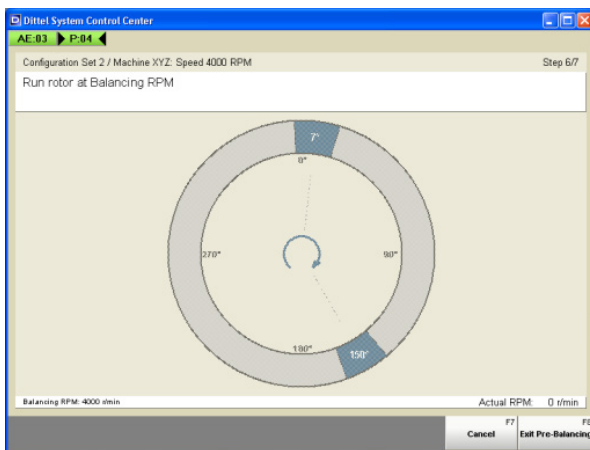 Dittel System Control Center
AE:03 P:04
Configuration Set 2 / Machine XYZ: Speed 4000 RPM Step 6/7
Run rotor at Balancing RPM
7°
0°
270° 90°
180°
150°
Balancing RPM: 4000 r/min Actual RPM: 0 r/min
F7 F8
Cancel Exit Pre-Balancing